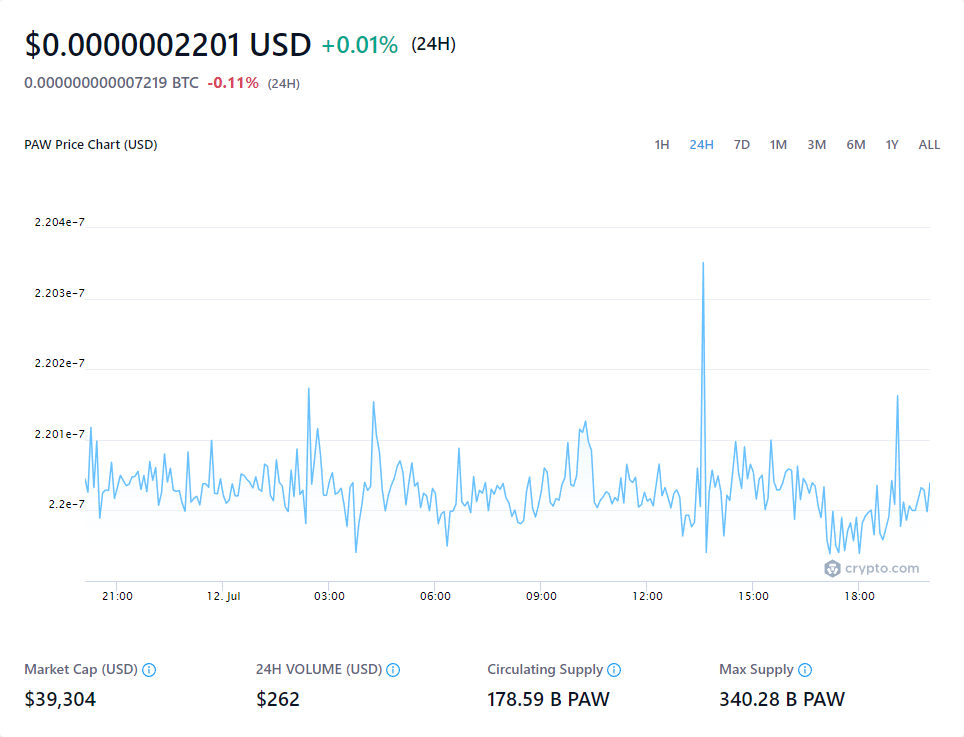 $0.0000002201 USD +0.01% (24H)
0.000000000007219 BTC -0.11% (24H)
PAW Price Chart (USD) 1H 24H 7D 1M 3M 6M 1Y ALL
2.204e-7
2.203e-7
2.202e-7
2.201e-7
2.2e-7
crypto.com
21:00 12. Jul 03:00 06:00 09:00 12:00 15:00 18:00
Market Cap (USD) 24H VOLUME (USD) Circulating Supply Max Supply
$39,304 $262 178.59 B PAW 340.28 B PAW